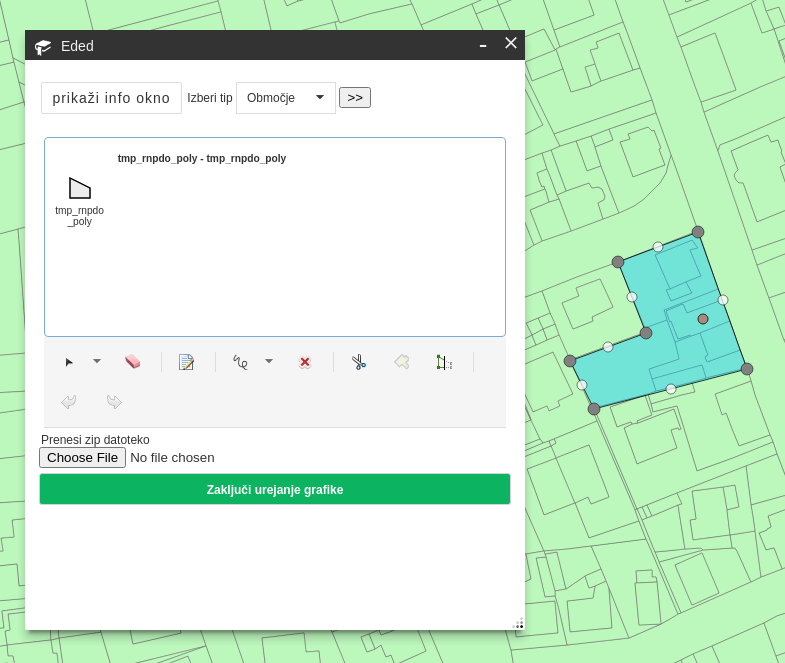 Eded
prikaži info okno Izberi tip Območje >>
tmp_rnpdo_poly - tmp_rnpdo_poly
tmp_rnpdo
_poly
Prenesi zip datoteko
Choose File No file chosen
Zaključi urejanje grafike